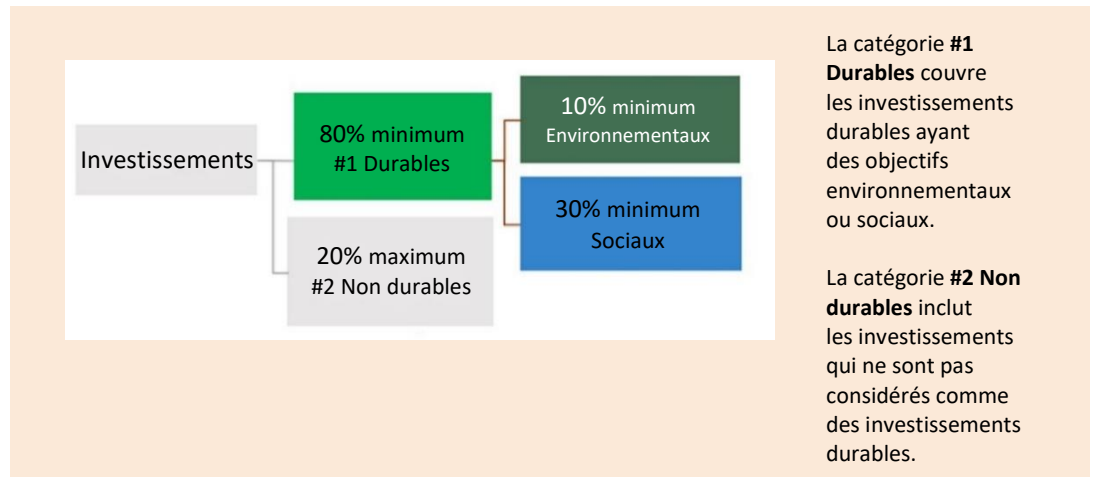 Investissements
80% minimum
#1 Durables
20% maximum
#2 Non durables
10% minimum
Environnementaux
30% minimum
Sociaux
La catégorie #1
Durables couvre
les investissements
durables ayant
des objectifs
environnementaux
ou sociaux.
La catégorie #2 Non
durables inclut
les investissements
qui ne sont pas
considérés comme
des investissements
durables.